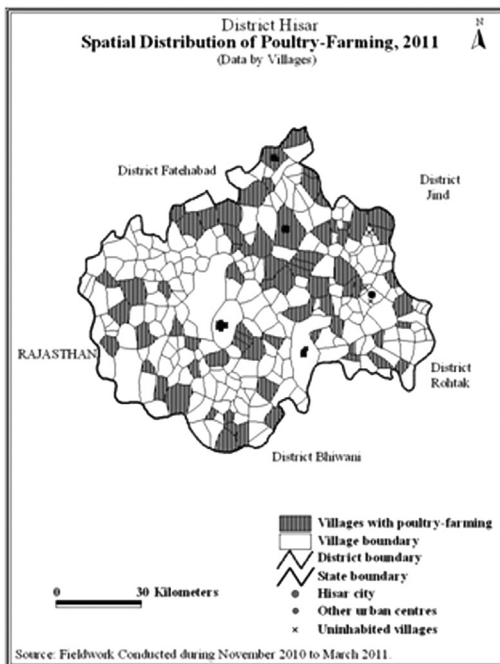 District Hisar
Spatial Distribution of Poultry-Farming, 2011
(Data by Villages)
N
District Fatehabad
District
Jind
RAJASTHAN
District
Rohtak
District Bhiwani
Villages with poultry-farming
Village boundary
District boundary
State boundary
Hisar city
Other urban centres
Uninhabited villages
0 30 Kilometers
Source: Fieldwork Conducted during November 2010 to March 2011.